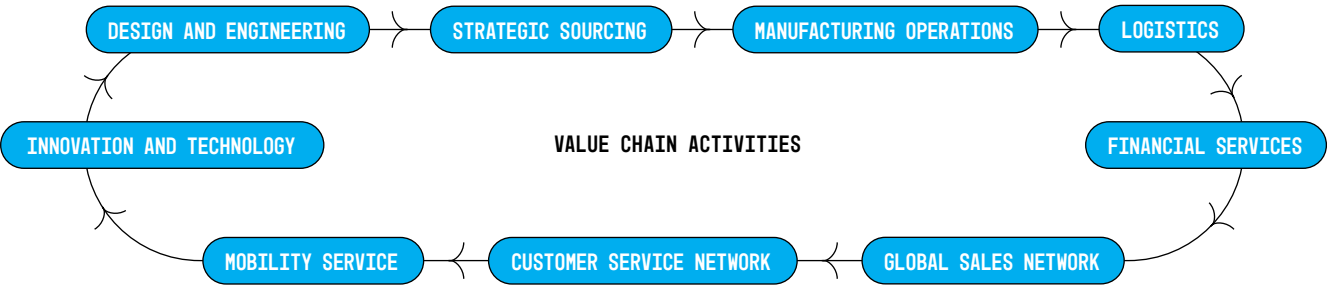 DESIGN AND ENGINEERING
STRATEGIC SOURCING
MANUFACTURING OPERATIONS
LOGISTICS
INNOVATION AND TECHNOLOGY
VALUE CHAIN ACTIVITIES
FINANCIAL SERVICES
MOBILITY SERVICE
CUSTOMER SERVICE NETWORK
GLOBAL SALES NETWORK